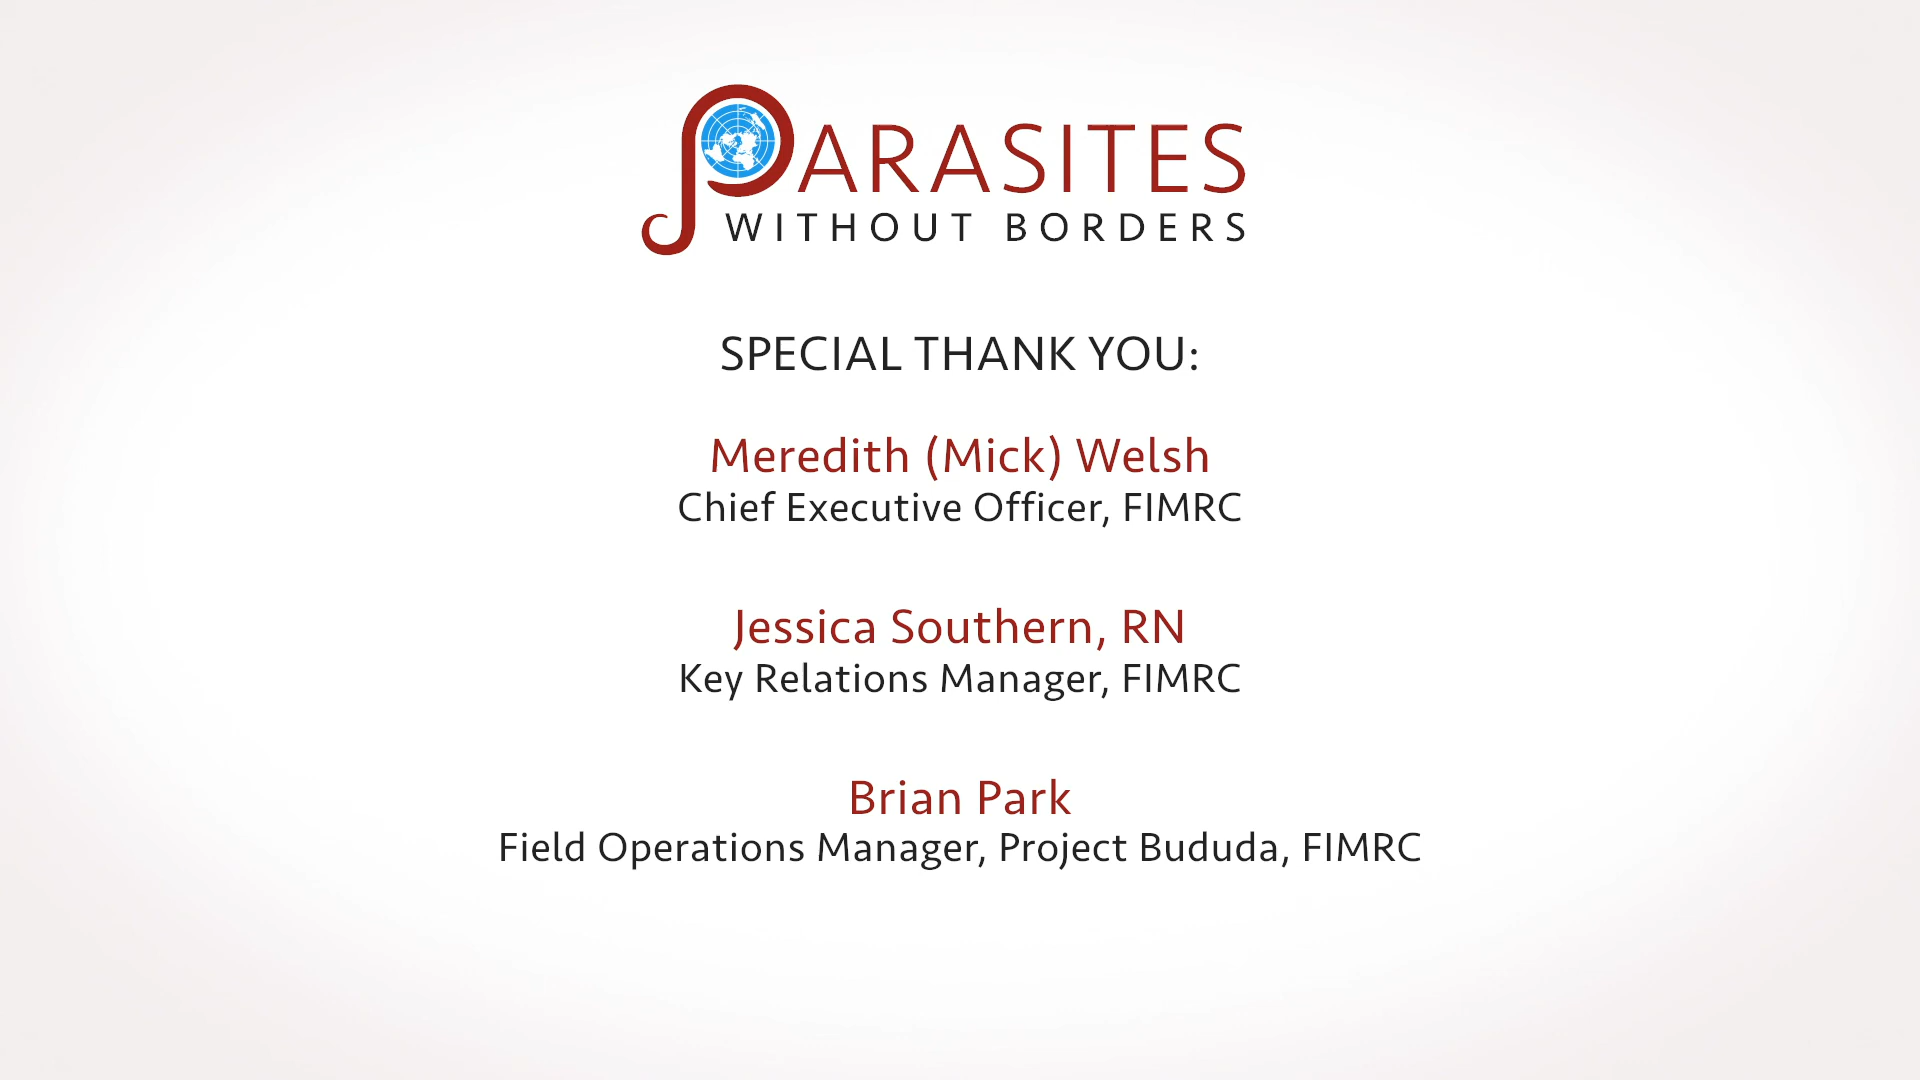 PARASITES
WITHOUT BORDERS
SPECIAL THANK YOU:
Meredith (Mick) Welsh
Chief Executive Officer, FIMRC
Jessica Southern, RN
Key Relations Manager, FIMRC
Brian Park
Field Operations Manager, Project Bududa, FIMRC